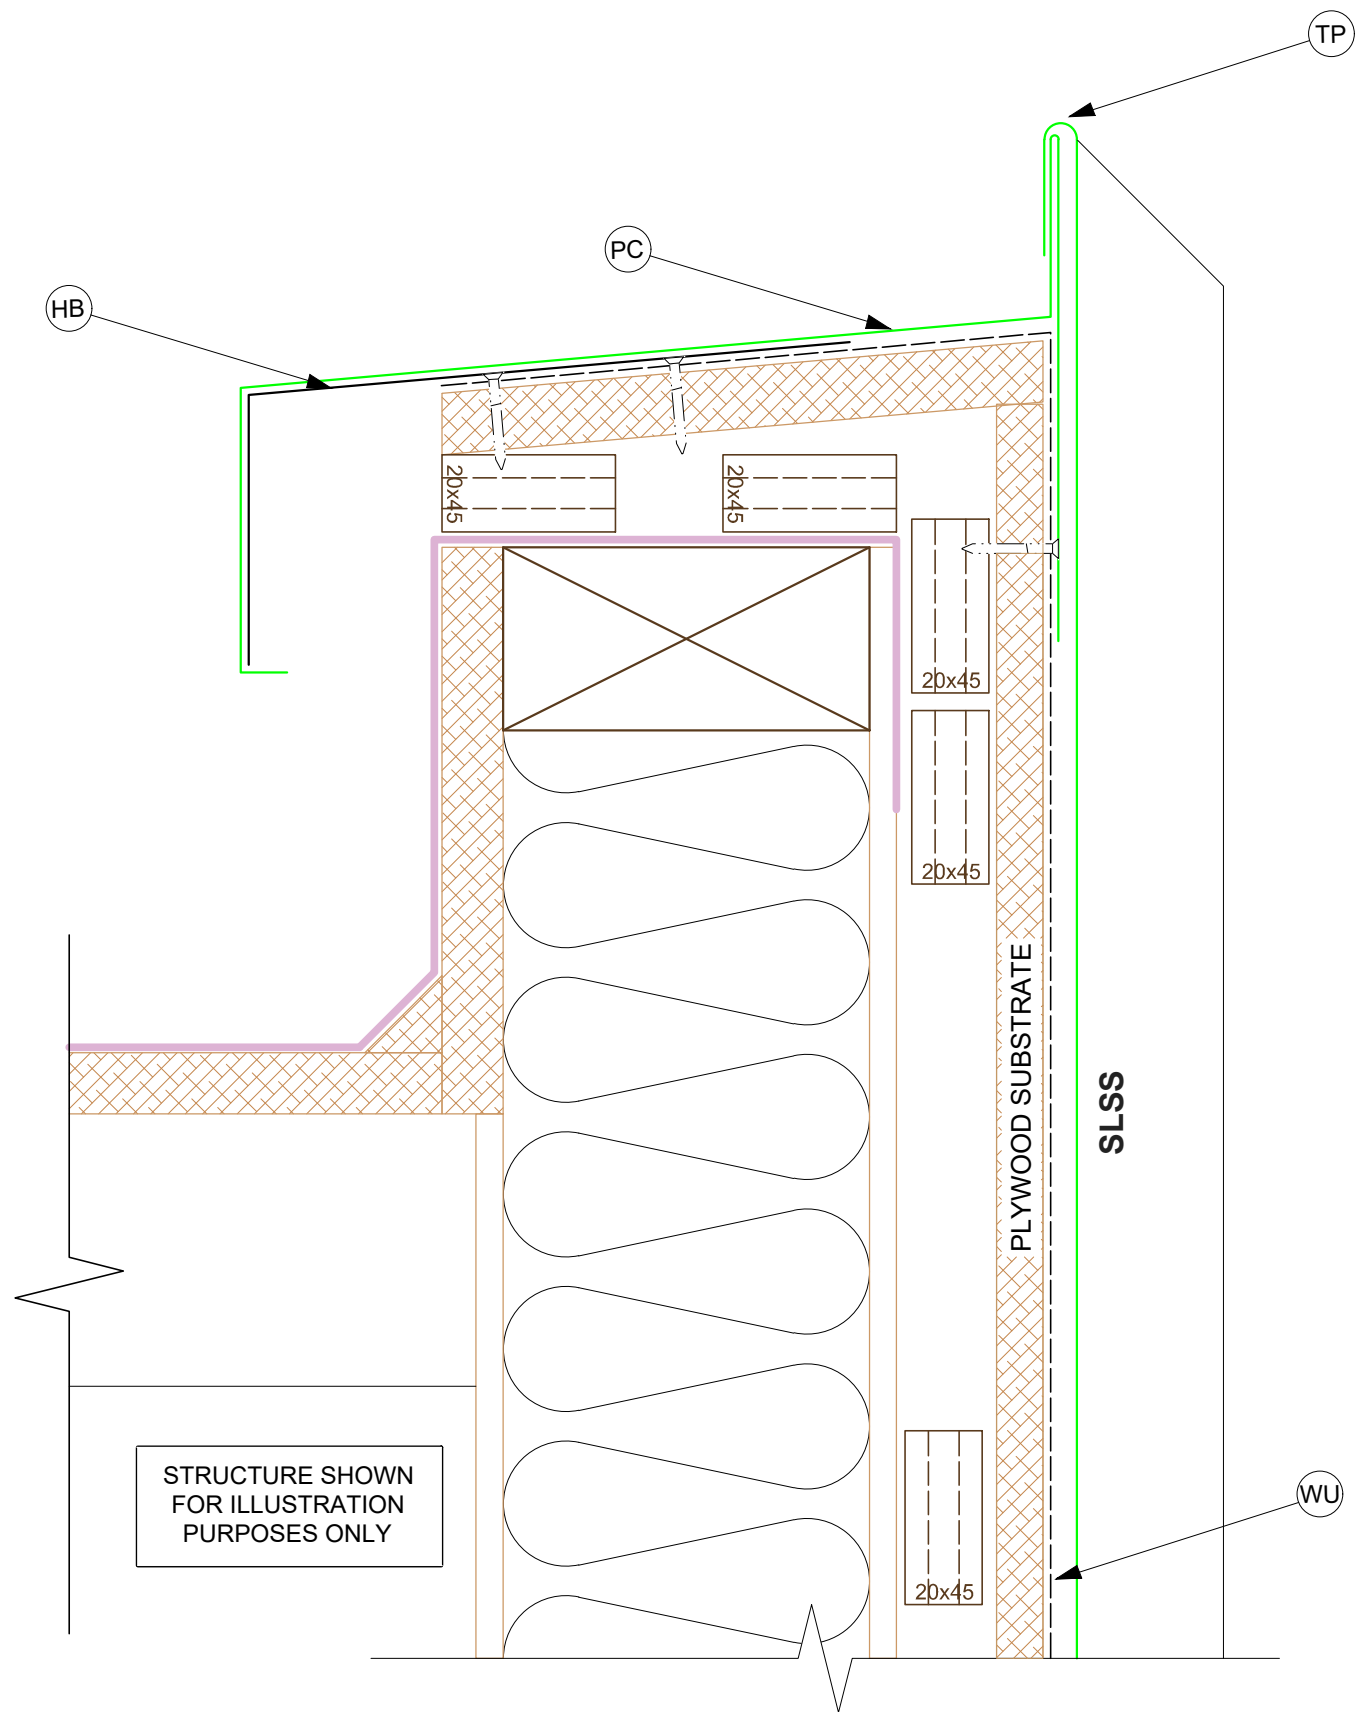 TP
PC
HB
20x45
20x45
20x45
20x45
PLYWOOD SUBSTRATE
SLSS
STRUCTURE SHOWN
FOR ILLUSTRATION
PURPOSES ONLY
WU
20x45